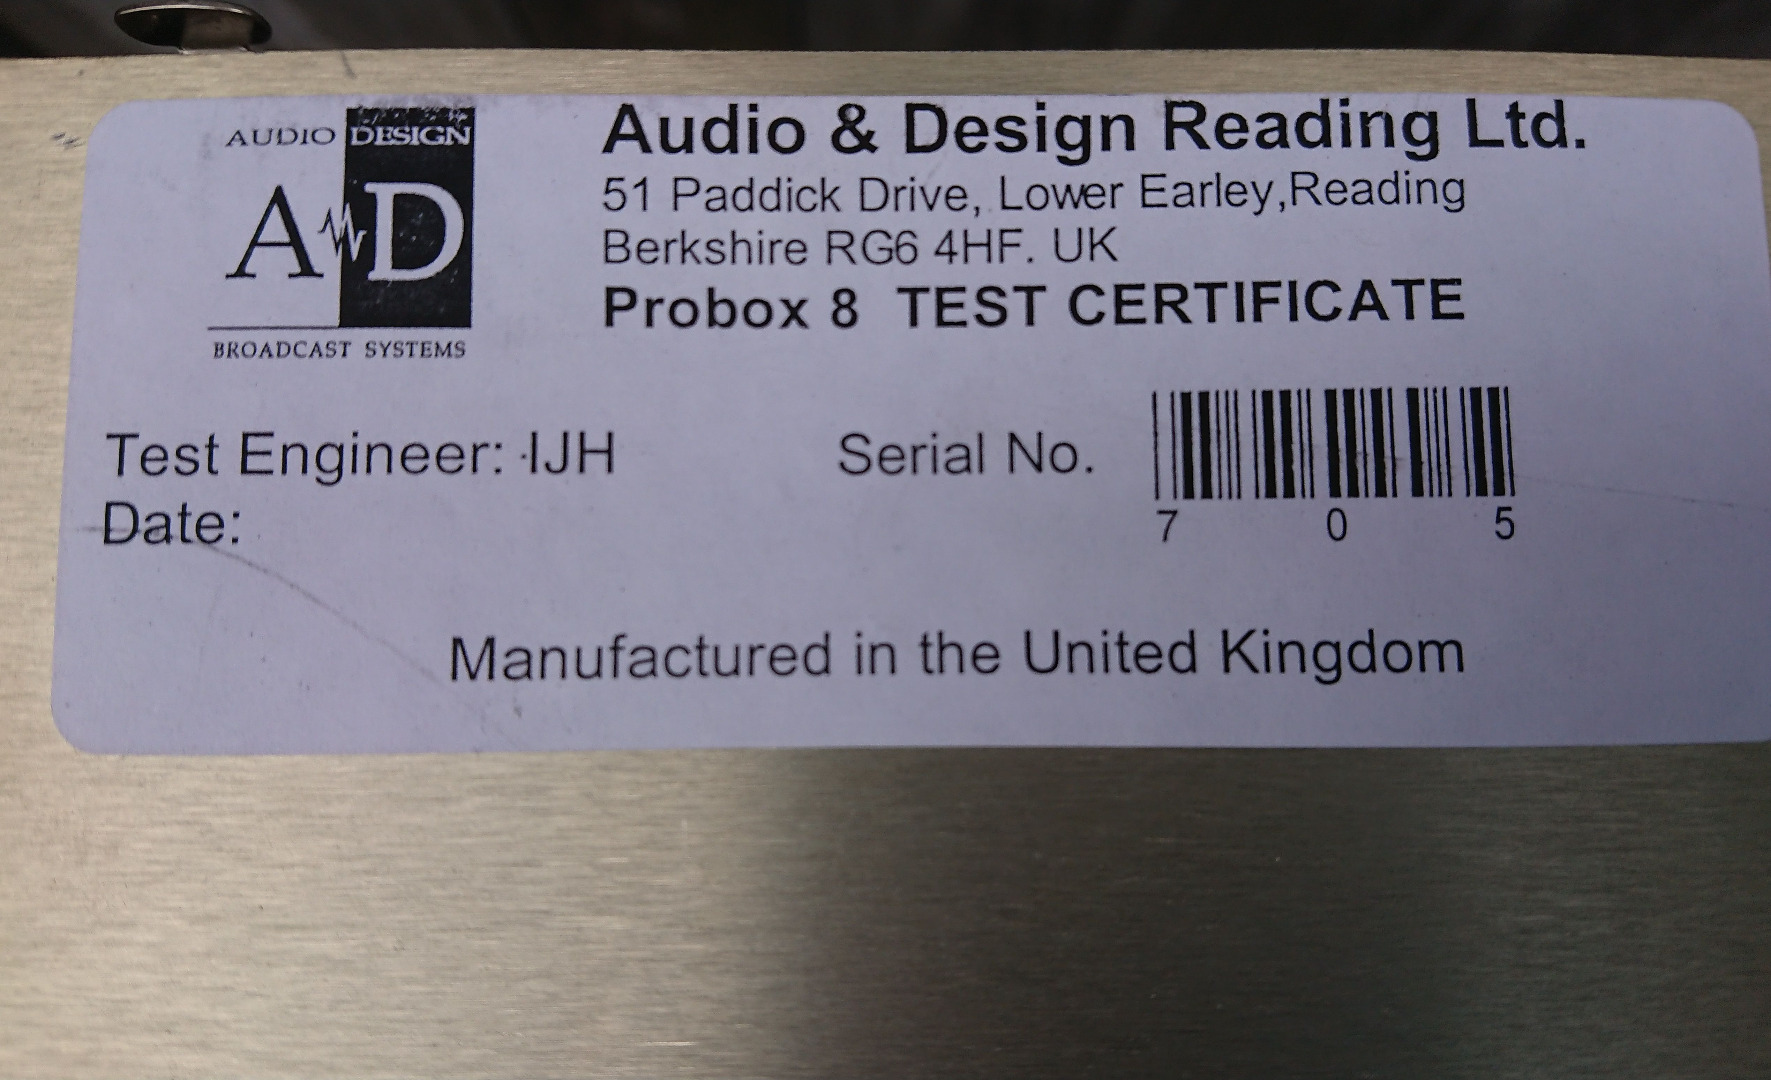 AUDIO DESIGN
A D
BROADCAST SYSTEMS
Audio & Design Reading Ltd.
51 Paddick Drive, Lower Earley,Reading
Berkshire RG6 4HF. UK
Probox 8 TEST CERTIFICATE
Test Engineer: IJH
Serial No.
7 0 5
Date:
Manufactured in the United Kingdom